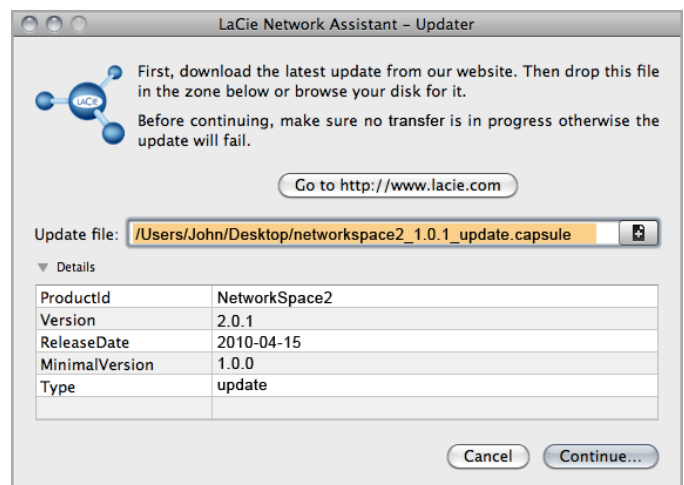 LaCie Network Assistant – Updater
First, download the latest update from our website. Then drop this file
in the zone below or browse your disk for it.
LACIE
Before continuing, make sure no transfer is in progress otherwise the
update will fail.
Go to http://www.lacie.com
Update file: /Users/John/Desktop/networkspace2_1.0.1_update.capsule
Details
ProductId NetworkSpace2
Version 2.0.1
ReleaseDate 2010-04-15
MinimalVersion 1.0.0
Type update
Cancel Continue...